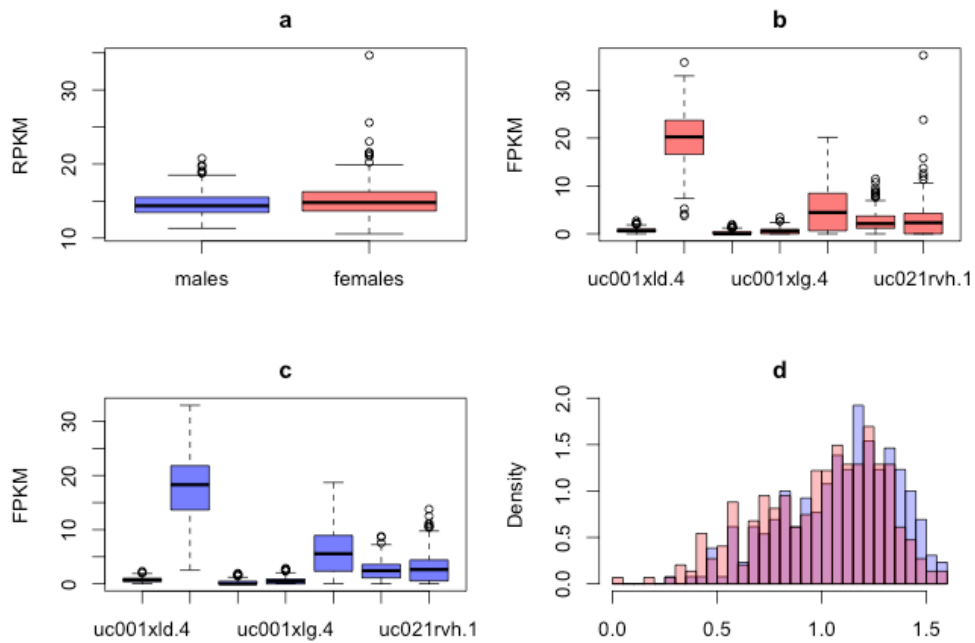 a
RPKM
10 20 30
males females
b
FPKM
0 10 20 30
uc001xld.4 uc001xlg.4 uc021rvh.1
c
FPKM
0 10 20 30
uc001xld.4 uc001xlg.4 uc021rvh.1
d
Density
0.0 0.5 1.0 1.5 2.0
0.0 0.5 1.0 1.5